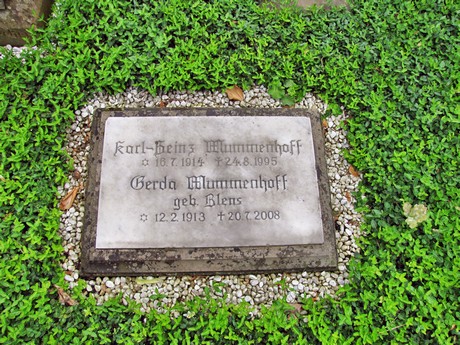 Karl-Heinz Mummenhoff
✩ 16.7.1914 ✝ 24.8.1995
Gerda Mummenhoff
geb. Blens
✩ 12.2.1913 ✝ 20.7.2008